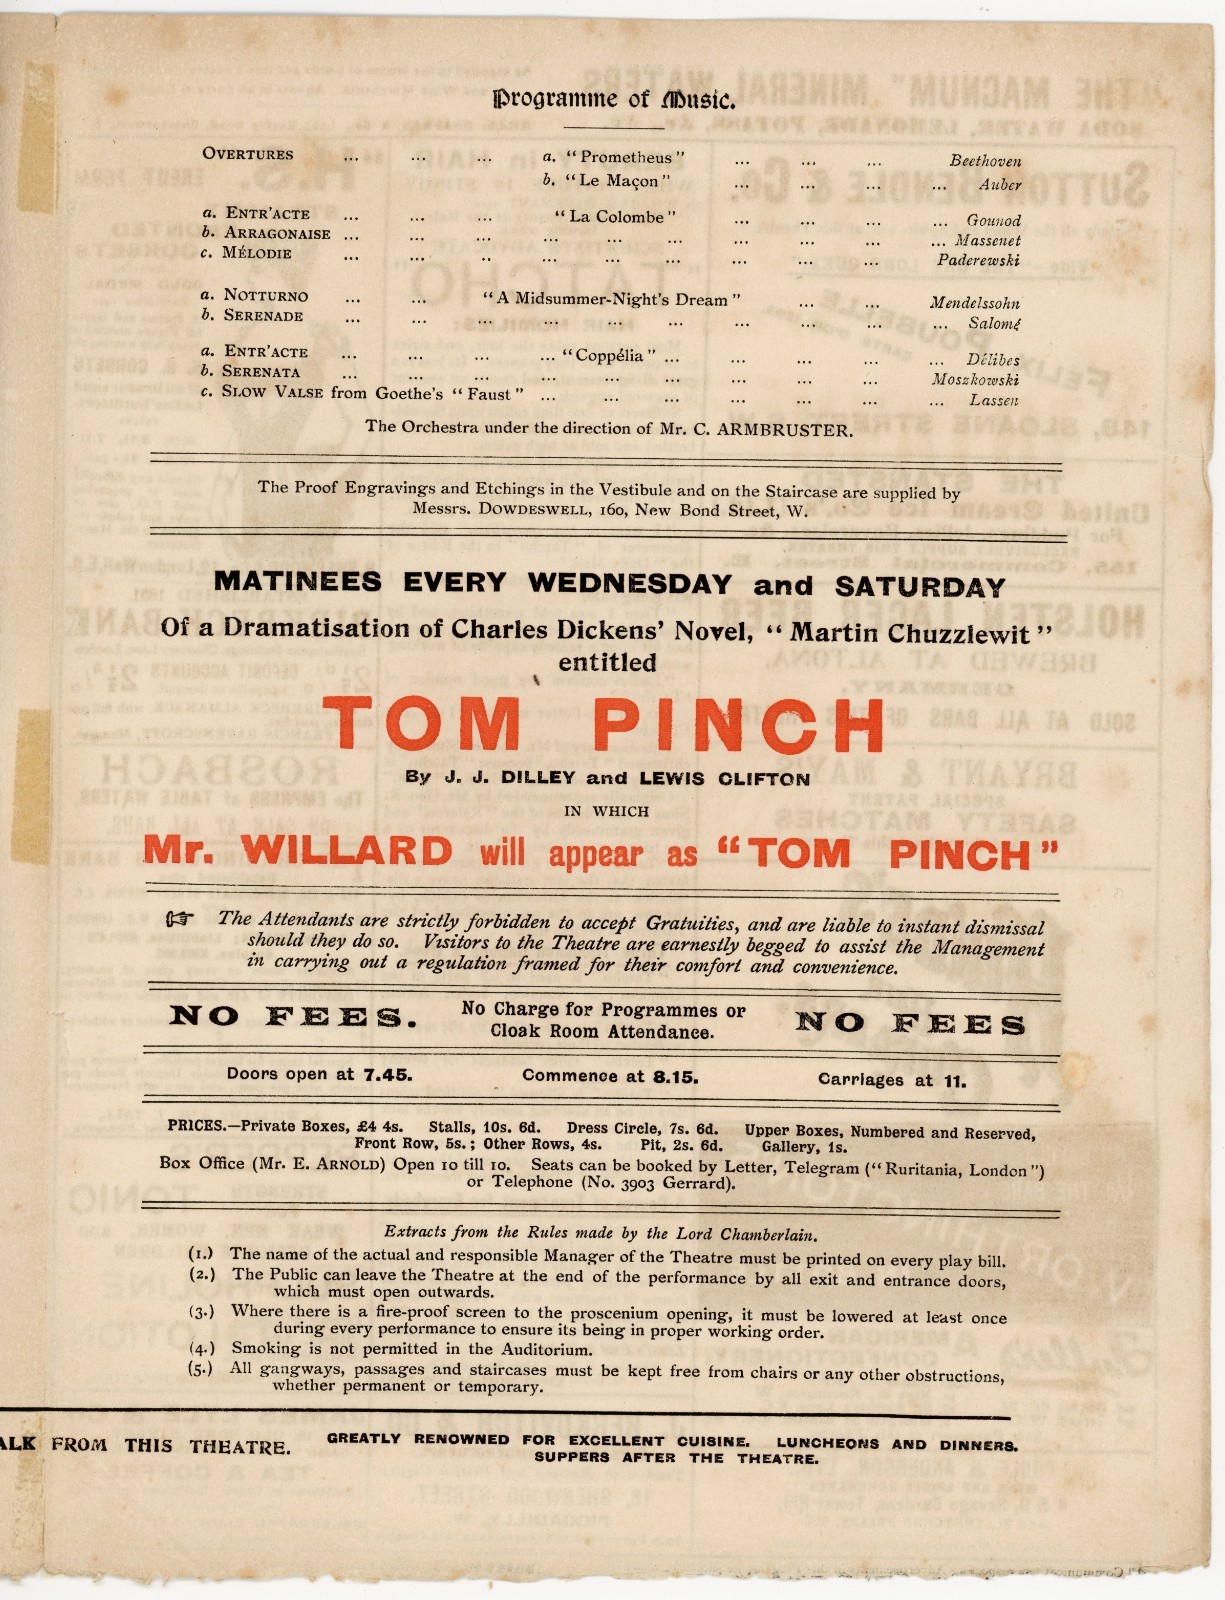 Programme of Music.
OVERTURES ... ... ... a. “Prometheus” ... ... ... Beethoven
b. “Le Maçon” ... ... ... ... Auber
a. ENTR'ACTE ... ... ... “La Colombe” ... ... ... ... Gounod
b. ARRAGONAISE ... ... ... ... ... ... ... ... ... ... Massenet
c. MÉLODIE ... ... .. ... ... ... ... ... ... Paderewski
a. NOTTURNO ... ... “A Midsummer-Night's Dream” ... ... Mendelssohn
b. SERENADE ... ... ... ... ... ... ... ... ... ... Salomé
a. ENTR'ACTE ... ... ... ... “Coppélia” ... ... ... ... ... Délibes
b. SERENATA ... ... ... ... ... ... ... ... ... Moszkowski
c. SLOW VALSE from Goethe's “Faust” ... ... ... ... ... ... ... Lassen
The Orchestra under the direction of Mr. C. ARMBRUSTER.
The Proof Engravings and Etchings in the Vestibule and on the Staircase are supplied by
Messrs. DOWDESWELL, 160, New Bond Street, W.
MATINEES EVERY WEDNESDAY and SATURDAY
Of a Dramatisation of Charles Dickens' Novel, “Martin Chuzzlewit”
entitled
TOM PINCH
By J. J. DILLEY and LEWIS CLIFTON
IN WHICH
Mr. WILLARD will appear as “TOM PINCH”
☞ The Attendants are strictly forbidden to accept Gratuities, and are liable to instant dismissal
should they do so. Visitors to the Theatre are earnestly begged to assist the Management
in carrying out a regulation framed for their comfort and convenience.
NO FEES. No Charge for Programmes or NO FEES
Cloak Room Attendance.
Doors open at 7.45. Commence at 8.15. Carriages at 11.
PRICES.—Private Boxes, £4 4s. Stalls, 10s. 6d. Dress Circle, 7s. 6d. Upper Boxes, Numbered and Reserved,
Front Row, 5s.; Other Rows, 4s. Pit, 2s. 6d. Gallery, 1s.
Box Office (Mr. E. ARNOLD) Open 10 till 10. Seats can be booked by Letter, Telegram (“Ruritania, London”)
or Telephone (No. 3903 Gerrard).
Extracts from the Rules made by the Lord Chamberlain.
(1.) The name of the actual and responsible Manager of the Theatre must be printed on every play bill.
(2.) The Public can leave the Theatre at the end of the performance by all exit and entrance doors,
which must open outwards.
(3.) Where there is a fire-proof screen to the proscenium opening, it must be lowered at least once
during every performance to ensure its being in proper working order.
(4.) Smoking is not permitted in the Auditorium.
(5.) All gangways, passages and staircases must be kept free from chairs or any other obstructions,
whether permanent or temporary.
ALK FROM THIS THEATRE. GREATLY RENOWNED FOR EXCELLENT CUISINE. LUNCHEONS AND DINNERS.
SUPPERS AFTER THE THEATRE.